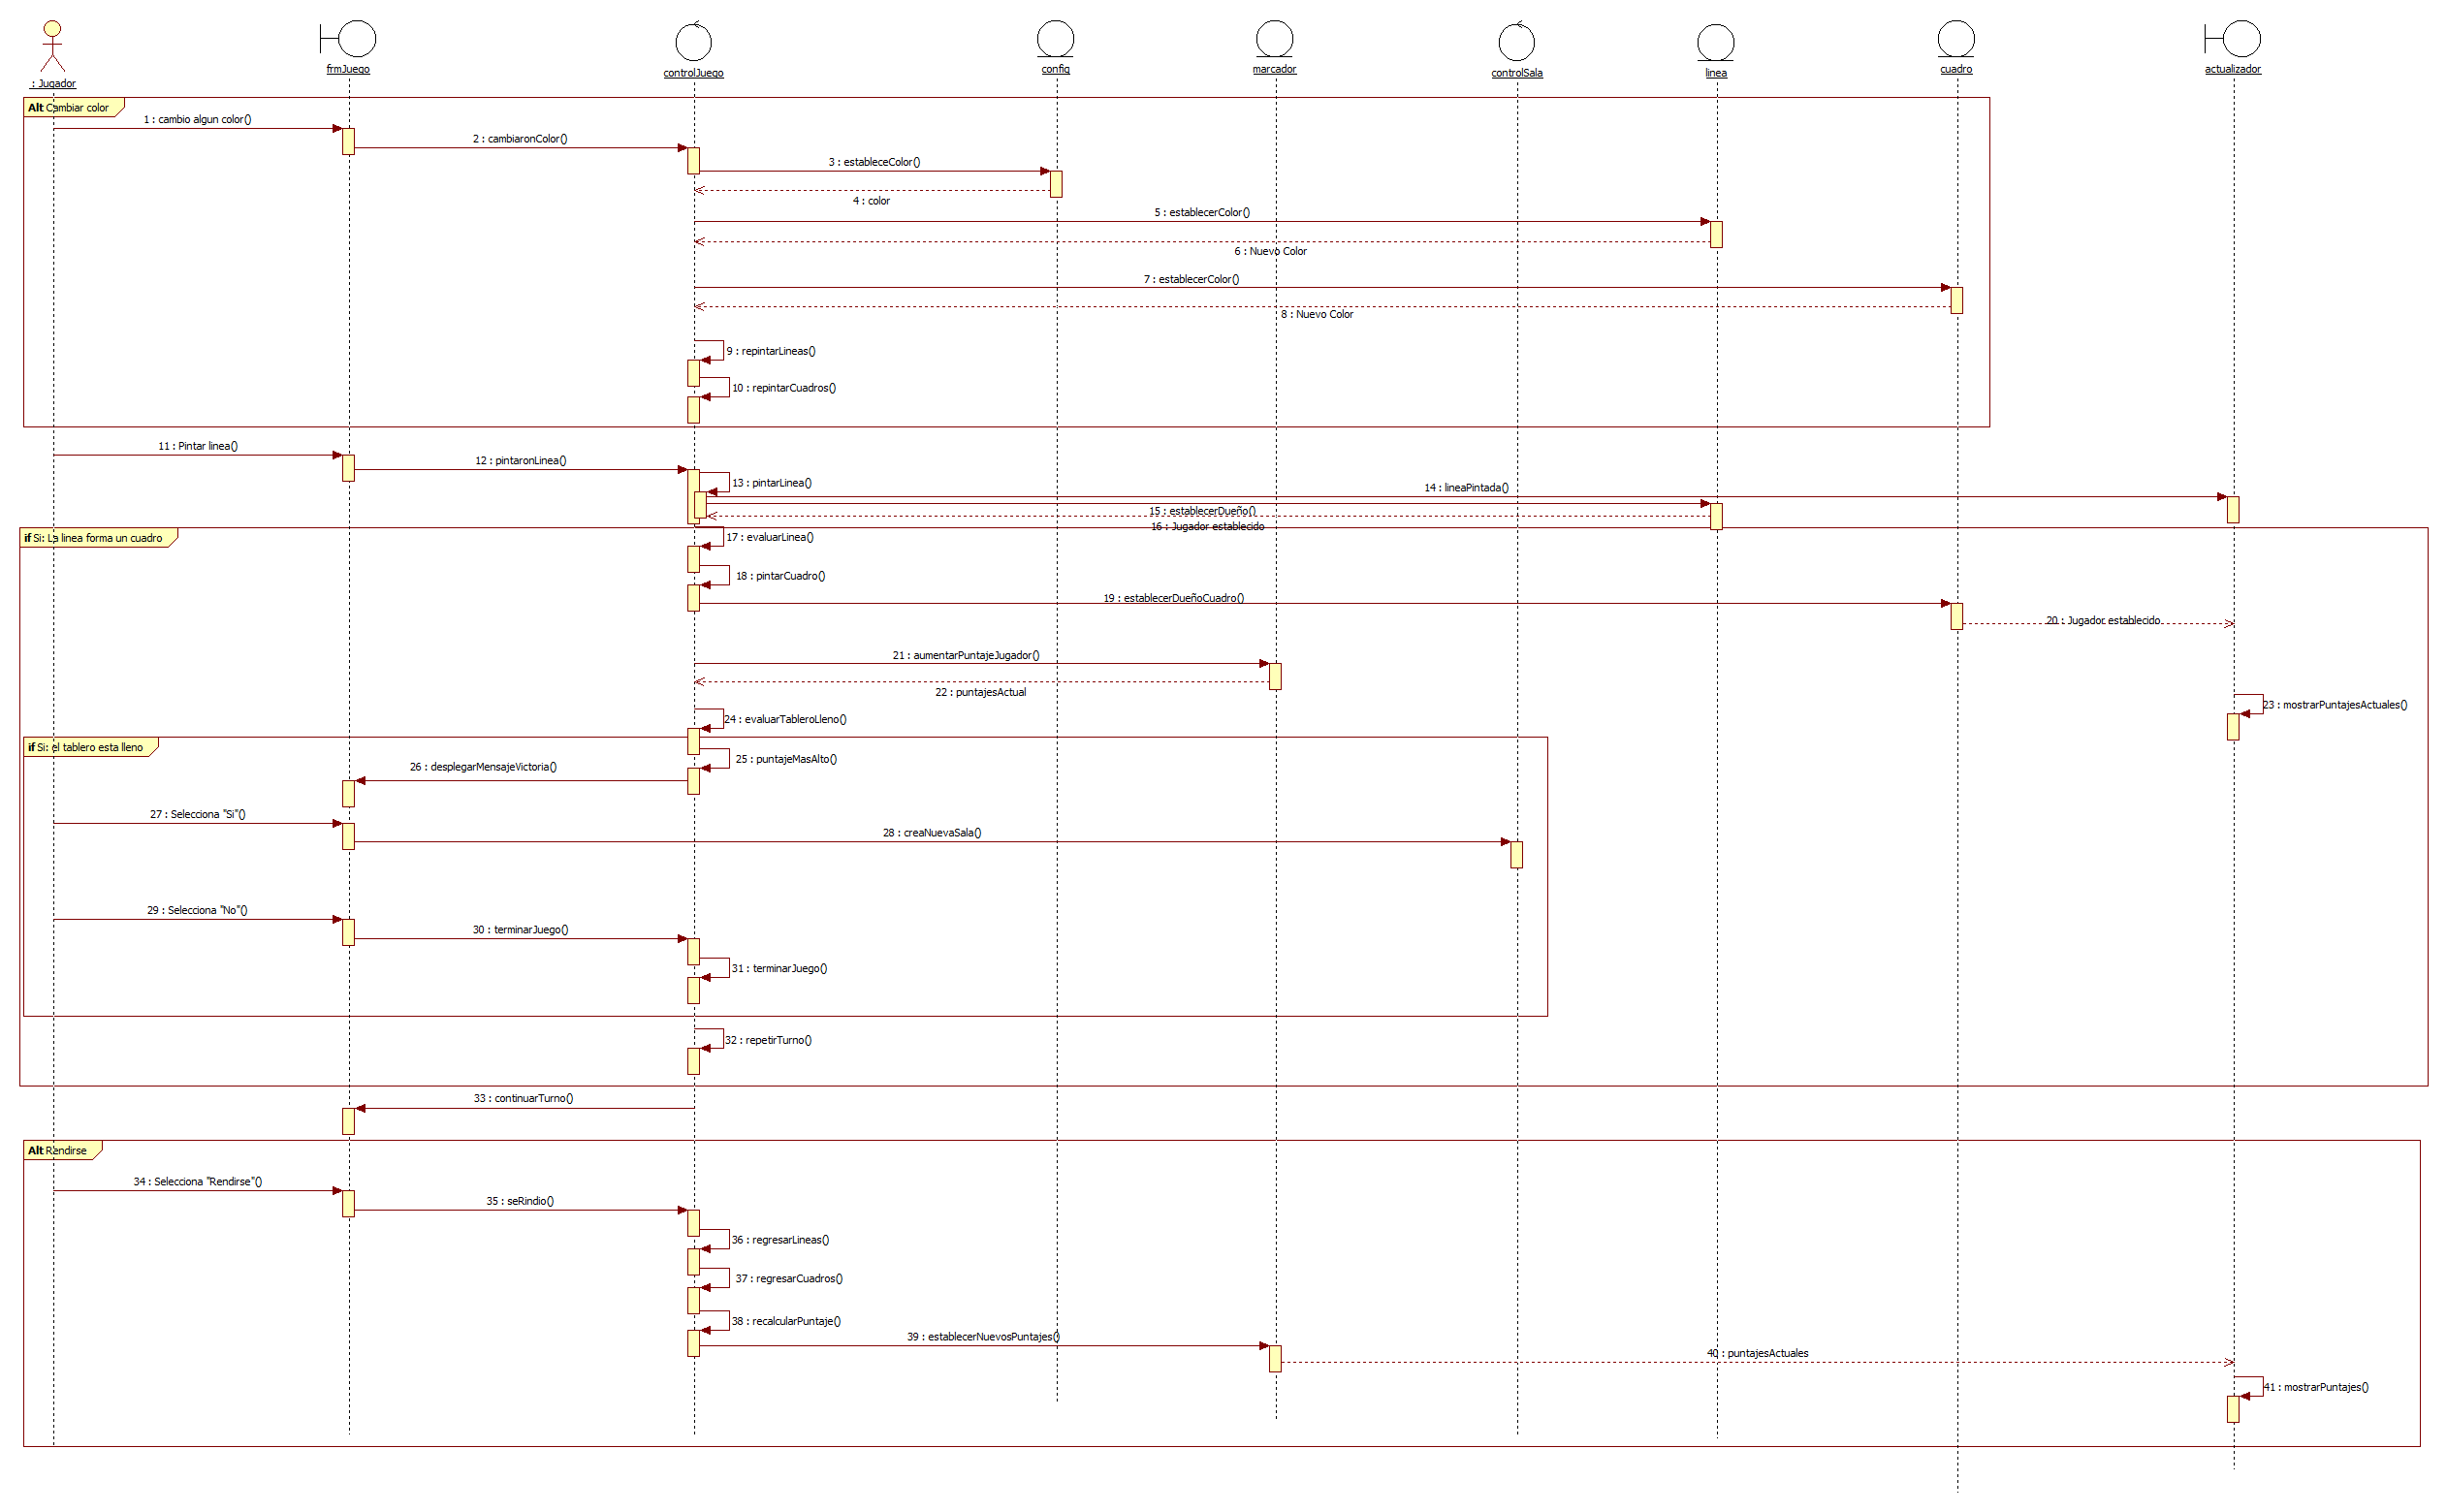 : Jugador
frmJuego
controlJuego
config
marcador
controlSala
linea
cuadro
actualizador
Alt Cambiar color
1 : cambio algun color()
2 : cambiaronColor()
3 : estableceColor()
4 : color
5 : establecerColor()
6 : Nuevo Color
7 : establecerColor()
8 : Nuevo Color
9 : repintarLineas()
10 : repintarCuadros()
11 : Pintar linea()
12 : pintaronLinea()
13 : pintarLinea()
14 : lineaPintada()
15 : establecerDueño()
16 : Jugador establecido
if Si: La linea forma un cuadro
17 : evaluarLinea()
18 : pintarCuadro()
19 : establecerDueñoCuadro()
20 : Jugador establecido
21 : aumentarPuntajeJugador()
22 : puntajesActual
23 : mostrarPuntajesActuales()
24 : evaluarTableroLleno()
if Si: el tablero esta lleno
25 : puntajeMasAlto()
26 : desplegarMensajeVictoria()
27 : Selecciona "Si"()
28 : creaNuevaSala()
29 : Selecciona "No"()
30 : terminarJuego()
31 : terminarJuego()
32 : repetirTurno()
33 : continuarTurno()
Alt Rendirse
34 : Selecciona "Rendirse"()
35 : seRindio()
36 : regresarLineas()
37 : regresarCuadros()
38 : recalcularPuntaje()
39 : establecerNuevosPuntajes()
40 : puntajesActuales
41 : mostrarPuntajes()